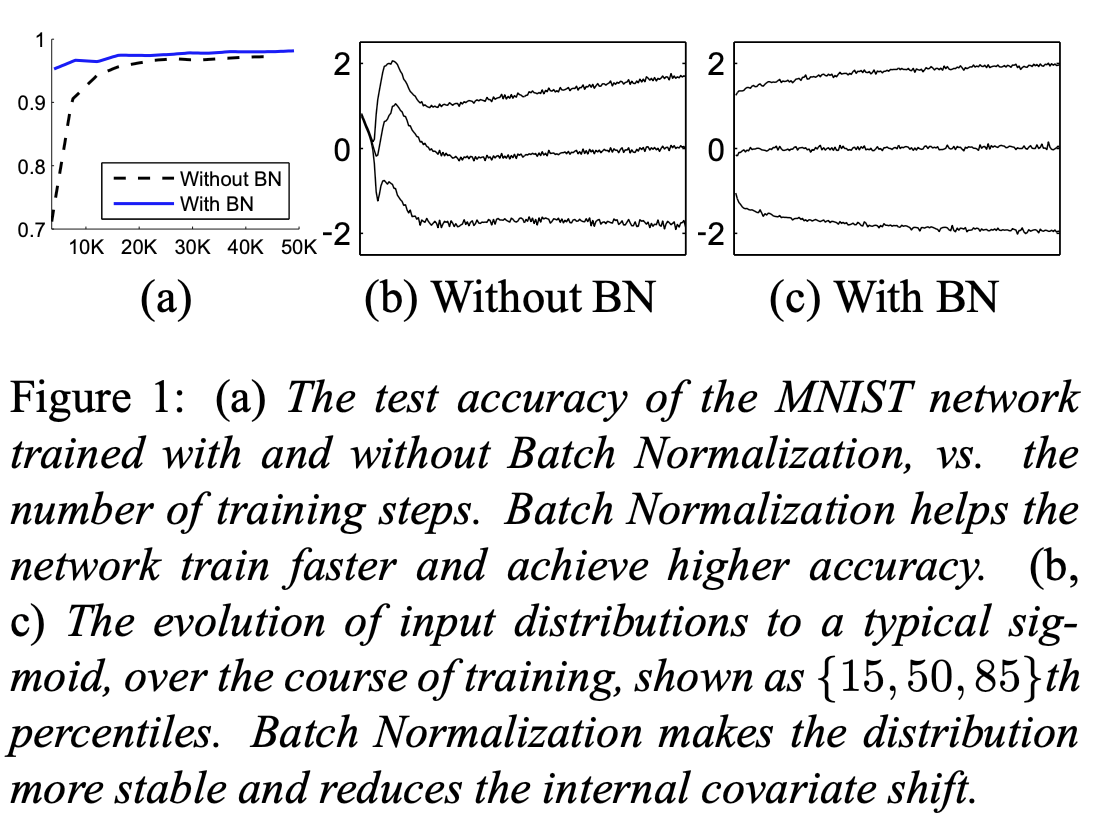 1
0.9
0.8
0.7
10K 20K 30K 40K 50K
Without BN
With BN
2
0
-2
2
0
-2
(a)
(b) Without BN
(c) With BN
Figure 1: (a) The test accuracy of the MNIST network
trained with and without Batch Normalization, vs. the
number of training steps. Batch Normalization helps the
network train faster and achieve higher accuracy. (b,
c) The evolution of input distributions to a typical sig-
moid, over the course of training, shown as {15, 50, 85}th
percentiles. Batch Normalization makes the distribution
more stable and reduces the internal covariate shift.